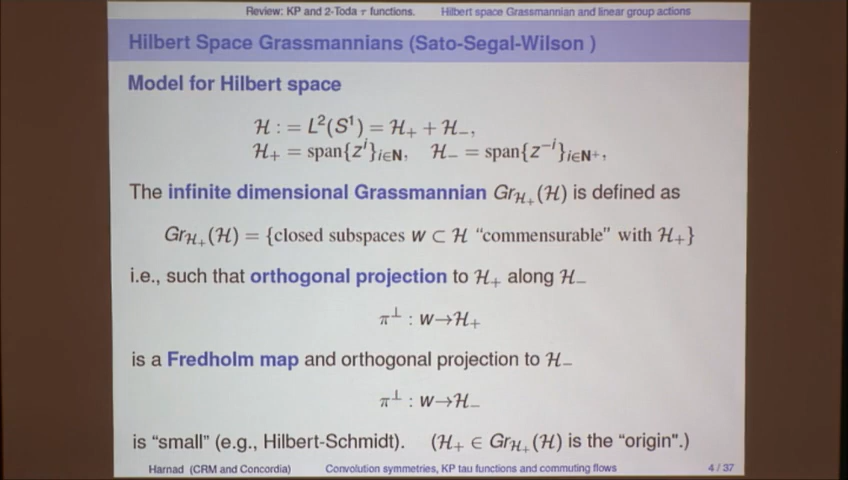 Review: KP and 2-Toda τ functions. Hilbert space Grassmannian and linear group actions
Hilbert Space Grassmannians (Sato-Segal-Wilson )
Model for Hilbert space
ℋ : = L²(S¹) = ℋ₊ + ℋ₋,
ℋ₊ = span{zⁱ}ᵢ∈N, ℋ₋ = span{z⁻ⁱ}ᵢ∈N⁺,
The infinite dimensional Grassmannian Gr_ℋ₊(ℋ) is defined as
Gr_ℋ₊(ℋ) = {closed subspaces w ⊂ ℋ “commensurable” with ℋ₊}
i.e., such that orthogonal projection to ℋ₊ along ℋ₋
π^⊥ : w→ℋ₊
is a Fredholm map and orthogonal projection to ℋ₋
π^⊥ : w→ℋ₋
is “small” (e.g., Hilbert-Schmidt). (ℋ₊ ∈ Gr_ℋ₊(ℋ) is the “origin".)
Harnad (CRM and Concordia) Convolution symmetries, KP tau functions and commuting flows 4 / 37